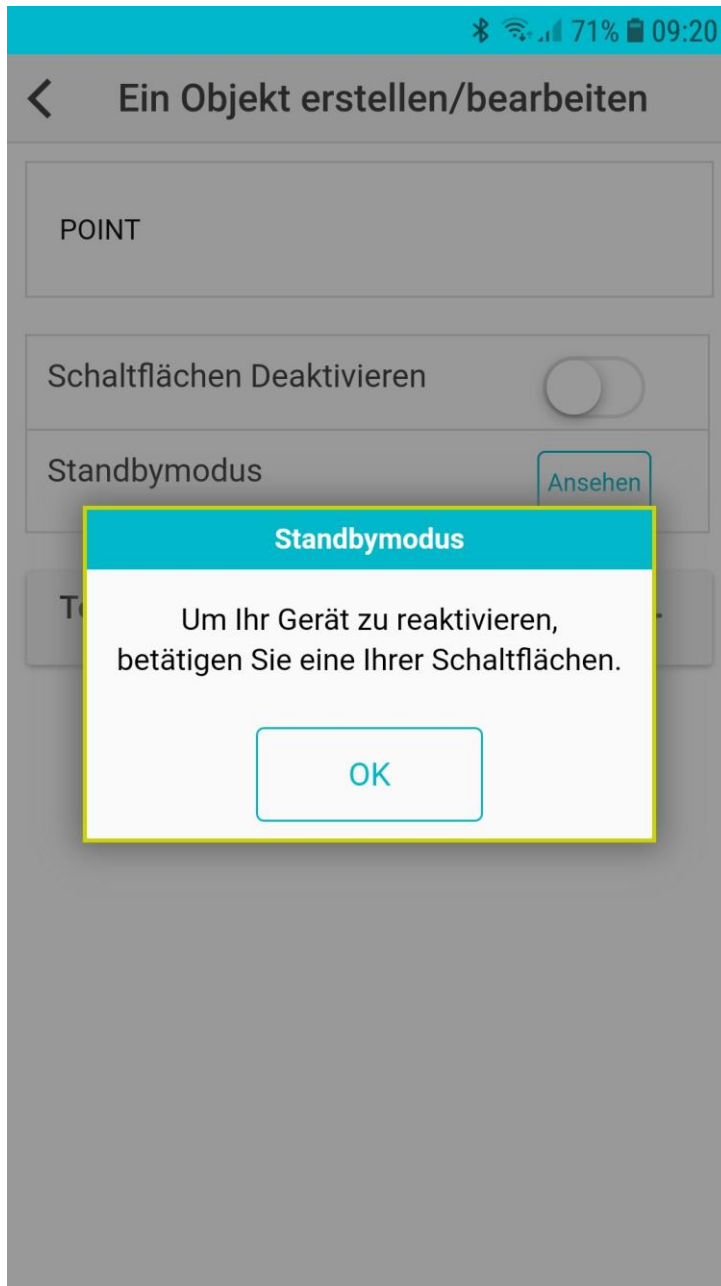 71% 09:20
Ein Objekt erstellen/bearbeiten
POINT
Schaltflächen Deaktivieren
Standbymodus
Ansehen
Standbymodus
Um Ihr Gerät zu reaktivieren,
betätigen Sie eine Ihrer Schaltflächen.
OK